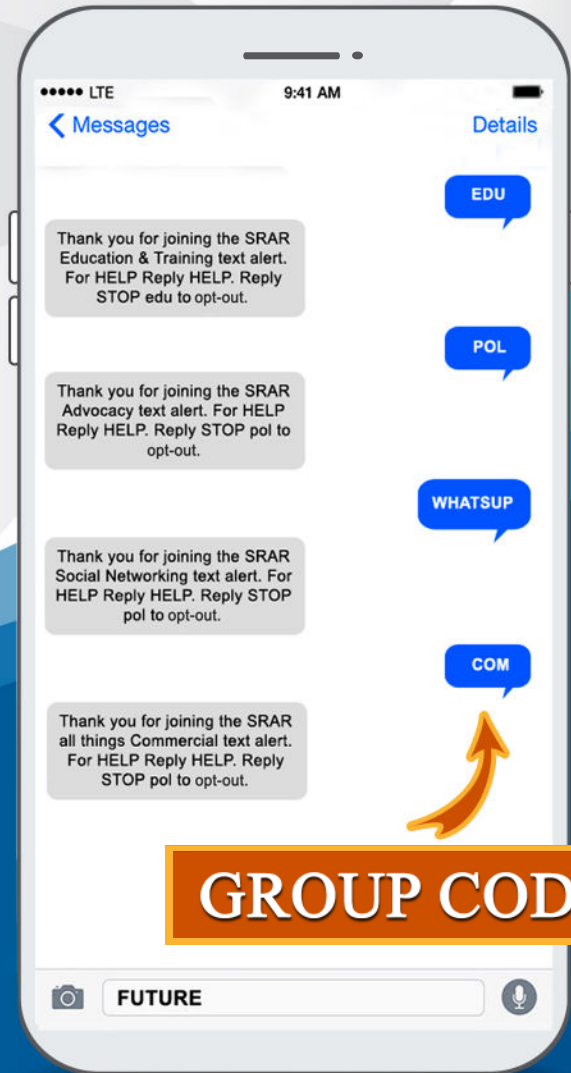 LTE 9:41 AM
Messages Details
EDU
Thank you for joining the SRAR
Education & Training text alert.
For HELP Reply HELP. Reply
STOP edu to opt-out.
POL
Thank you for joining the SRAR
Advocacy text alert. For HELP
Reply HELP. Reply STOP pol to
opt-out.
WHATSUP
Thank you for joining the SRAR
Social Networking text alert. For
HELP Reply HELP. Reply STOP
pol to opt-out.
COM
Thank you for joining the SRAR
all things Commercial text alert.
For HELP Reply HELP. Reply
STOP pol to opt-out.
GROUP COD
FUTURE